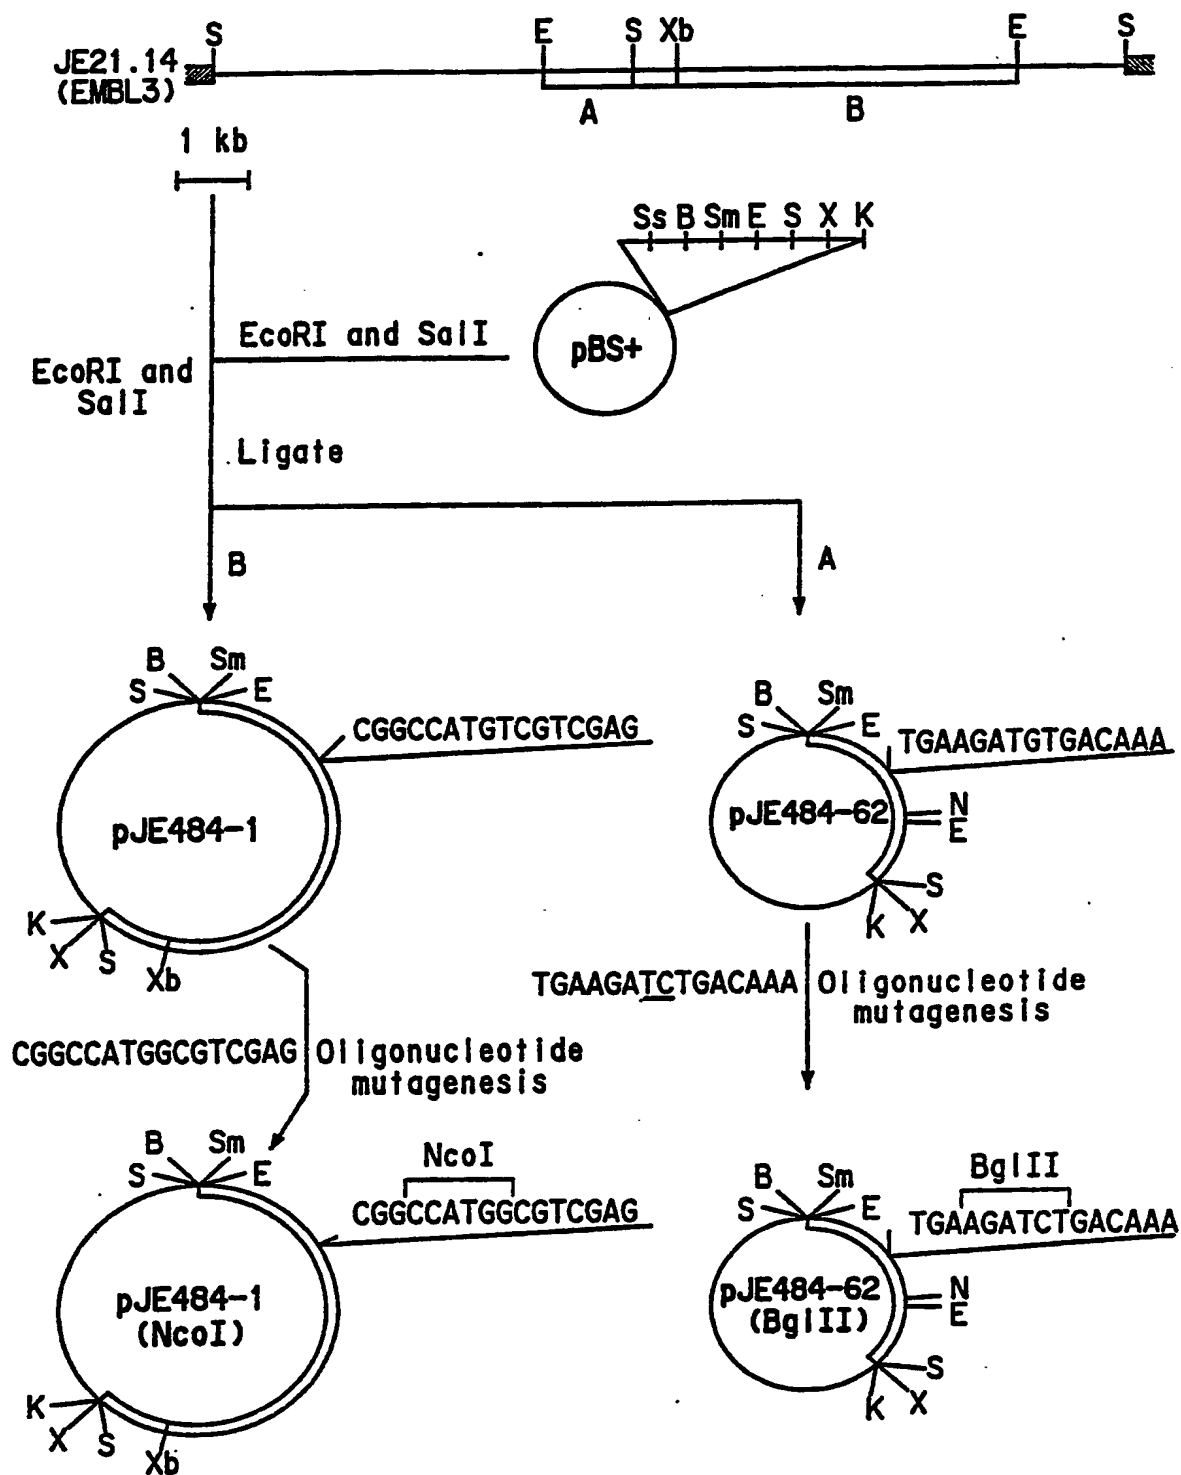 S E S Xb E S
JE21.14
(EMBL3)
A B
1 kb
Ss B Sm E S X K
pBS+
EcoRI and SalI
EcoRI and
SalI
Ligate
B
A
B Sm
S E
CGGCCATGTCGTCGAG
pJE484-1
K
X
S
Xb
B Sm
S E
TGAAGATGTGACAAA
pJE484-62
N
E
S
X
K
TGAAGATCTGACAAA
Oligonucleotide
mutagenesis
CGGCCATGGCGTCGAG
Oligonucleotide
mutagenesis
B Sm
S E
NcoI
CGGCCATGGCGTCGAG
pJE484-1
(NcoI)
K
X
S
Xb
B Sm
S E
BglII
TGAAGATCTGACAAA
pJE484-62
(BglII)
N
E
S
X
K